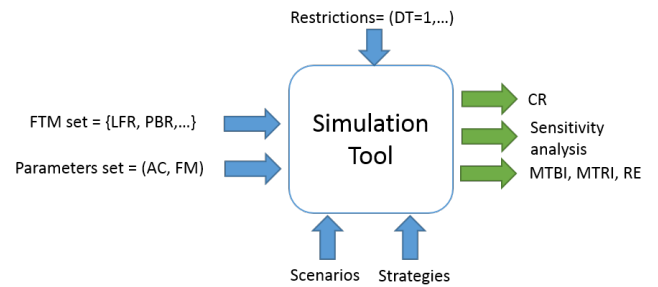 Restrictions= (DT=1,...)
FTM set = {LFR, PBR,...}
Parameters set = (AC, FM)
Simulation
Tool
CR
Sensitivity
analysis
MTBI, MTRI, RE
Scenarios
Strategies